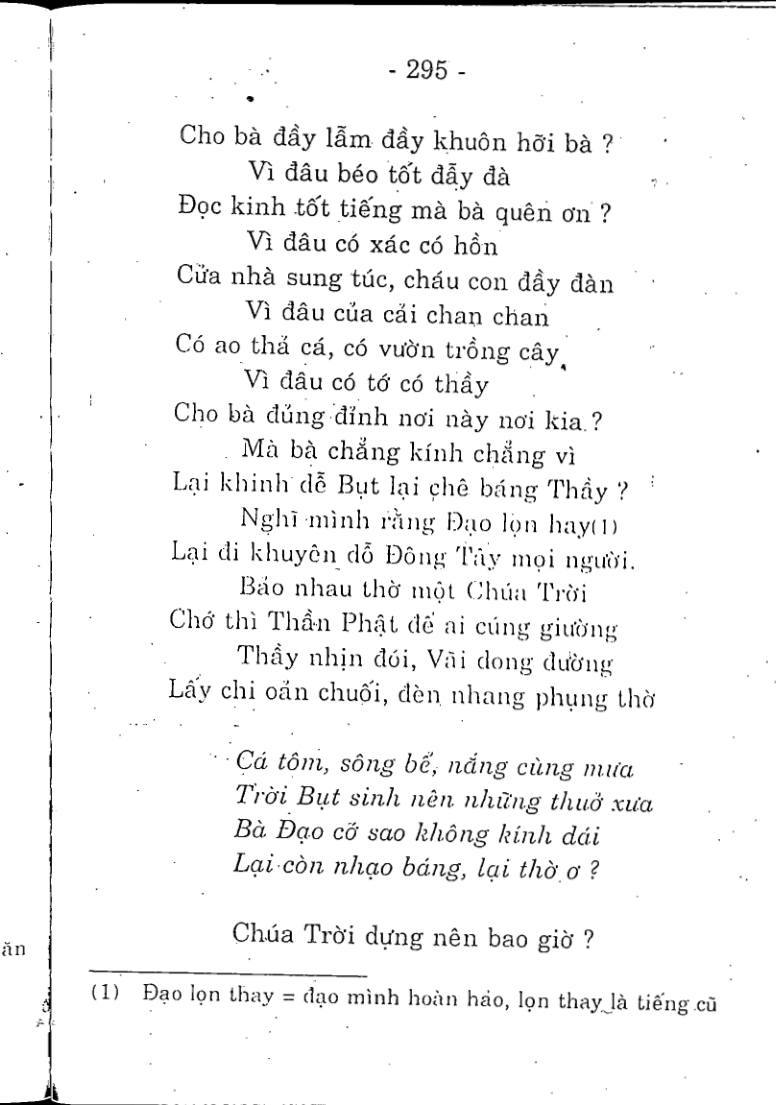 - 295 -
Cho bà đầy lẫm đầy khuôn hỡi bà ?
Vì đâu béo tốt đẫy đà
Đọc kinh tốt tiếng mà bà quên ơn ?
Vì đâu có xác có hồn
Cửa nhà sung túc, cháu con đầy đàn
Vì đâu của cải chan chan
Có ao thả cá, có vườn trồng cây
Vì đâu có tớ có thầy
Cho bà đủng đỉnh nơi này nơi kia ?
Mà bà chẳng kính chẳng vì
Lại khinh dễ Bụt lại chê báng Thầy ?
Nghĩ mình rằng Đạo lọn hay(1)
Lại đi khuyên dỗ Đông Tây mọi người.
Bảo nhau thờ một Chúa Trời
Chớ thì Thần Phật để ai cúng giường
Thầy nhịn đói, Vãi dong đường
Lấy chi oản chuối, đèn nhang phụng thờ
Cá tôm, sông bể, nắng cùng mưa
Trời Bụt sinh nên những thuở xưa
Bà Đạo cỡ sao không kính dái
Lại còn nhạo báng, lại thờ ơ ?
Chúa Trời dựng nên bao giờ ?
ăn
(1) Đạo lọn thay = đạo mình hoàn hảo, lọn thay là tiếng cũ